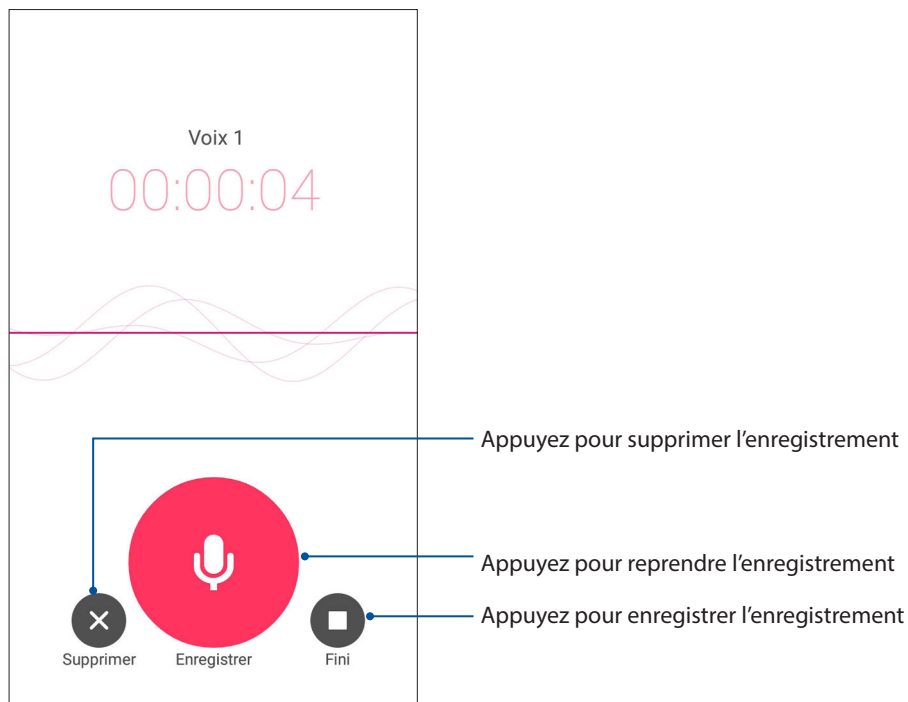 Voix 1
00:00:04
Appuyez pour supprimer l’enregistrement
Appuyez pour reprendre l’enregistrement
Appuyez pour enregistrer l’enregistrement
Supprimer
Enregistrer
Fini